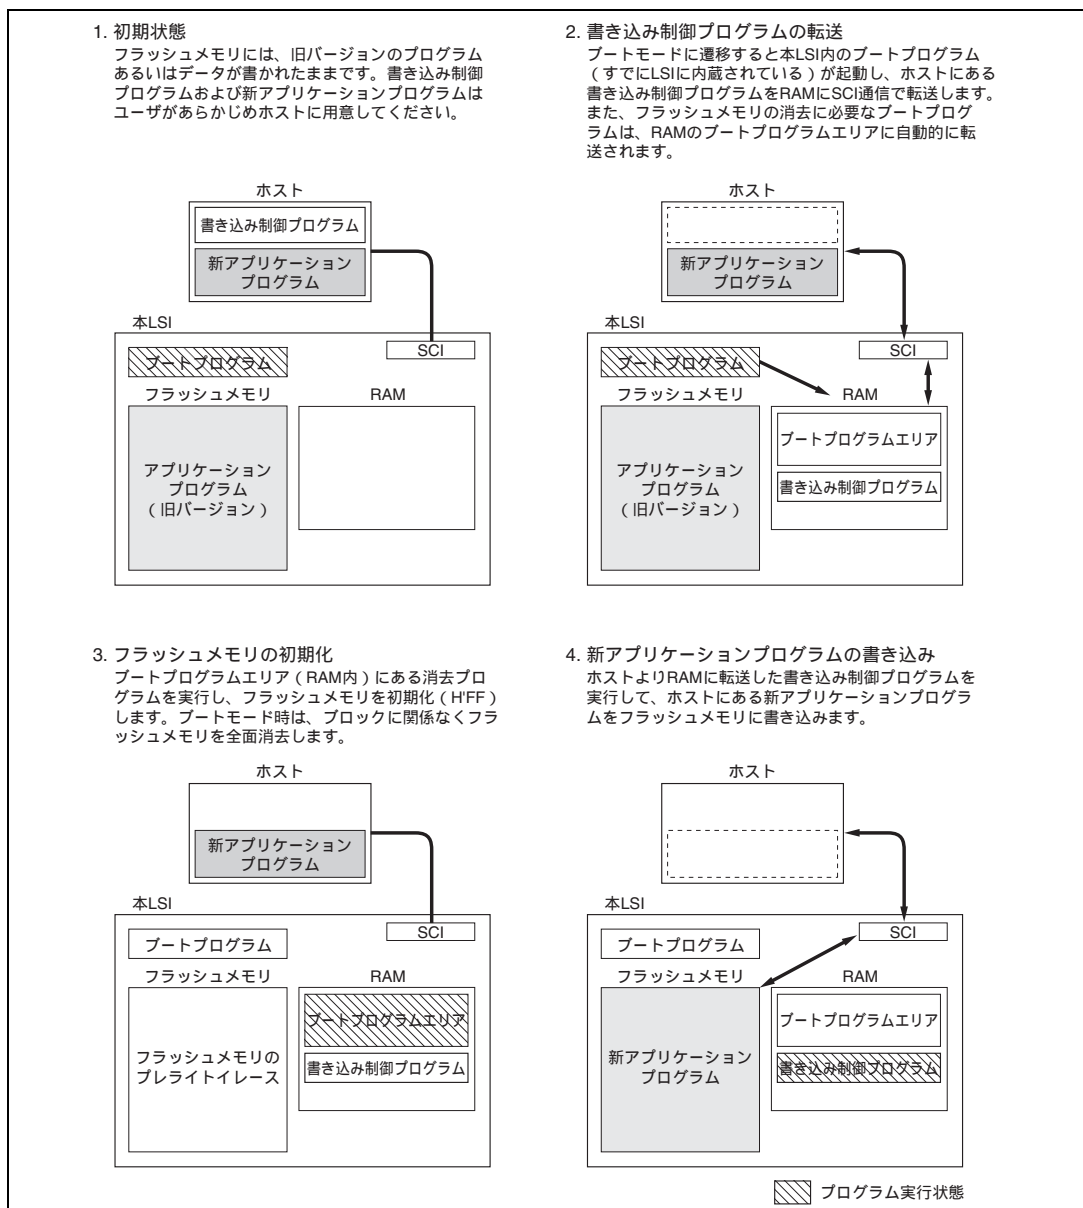 1. 初期状態
フラッシュメモリには、旧バージョンのプログラム
あるいはデータが書かれたままです。書き込み制御
プログラムおよび新アプリケーションプログラムは
ユーザがあらかじめホストに用意してください。
ホスト
書き込み制御プログラム
新アプリケーション
プログラム
本LSI
ブートプログラム
SCI
フラッシュメモリ
RAM
アプリケーション
プログラム
（旧バージョン）
2. 書き込み制御プログラムの転送
ブートモードに遷移すると本LSI内のブートプログラム
（すでにLSIに内蔵されている）が起動し、ホストにある
書き込み制御プログラムをRAMにSCI通信で転送します。
また、フラッシュメモリの消去に必要なブートプログ
ラムは、RAMのブートプログラムエリアに自動的に転
送されます。
ホスト
新アプリケーション
プログラム
本LSI
ブートプログラム
SCI
フラッシュメモリ
RAM
アプリケーション
プログラム
（旧バージョン）
ブートプログラムエリア
書き込み制御プログラム
3. フラッシュメモリの初期化
ブートプログラムエリア（RAM内）にある消去プロ
グラムを実行し、フラッシュメモリを初期化（H'FF）
します。ブートモード時は、ブロックに関係なくフラ
ッシュメモリを全面消去します。
ホスト
新アプリケーション
プログラム
本LSI
ブートプログラム
SCI
フラッシュメモリ
RAM
フラッシュメモリの
プレライトイレース
ブートプログラムエリア
書き込み制御プログラム
4. 新アプリケーションプログラムの書き込み
ホストよりRAMに転送した書き込み制御プログラムを
実行して、ホストにある新アプリケーションプログラ
ムをフラッシュメモリに書き込みます。
ホスト
本LSI
ブートプログラム
SCI
フラッシュメモリ
RAM
新アプリケーション
プログラム
ブートプログラムエリア
書き込み制御プログラム
プログラム実行状態